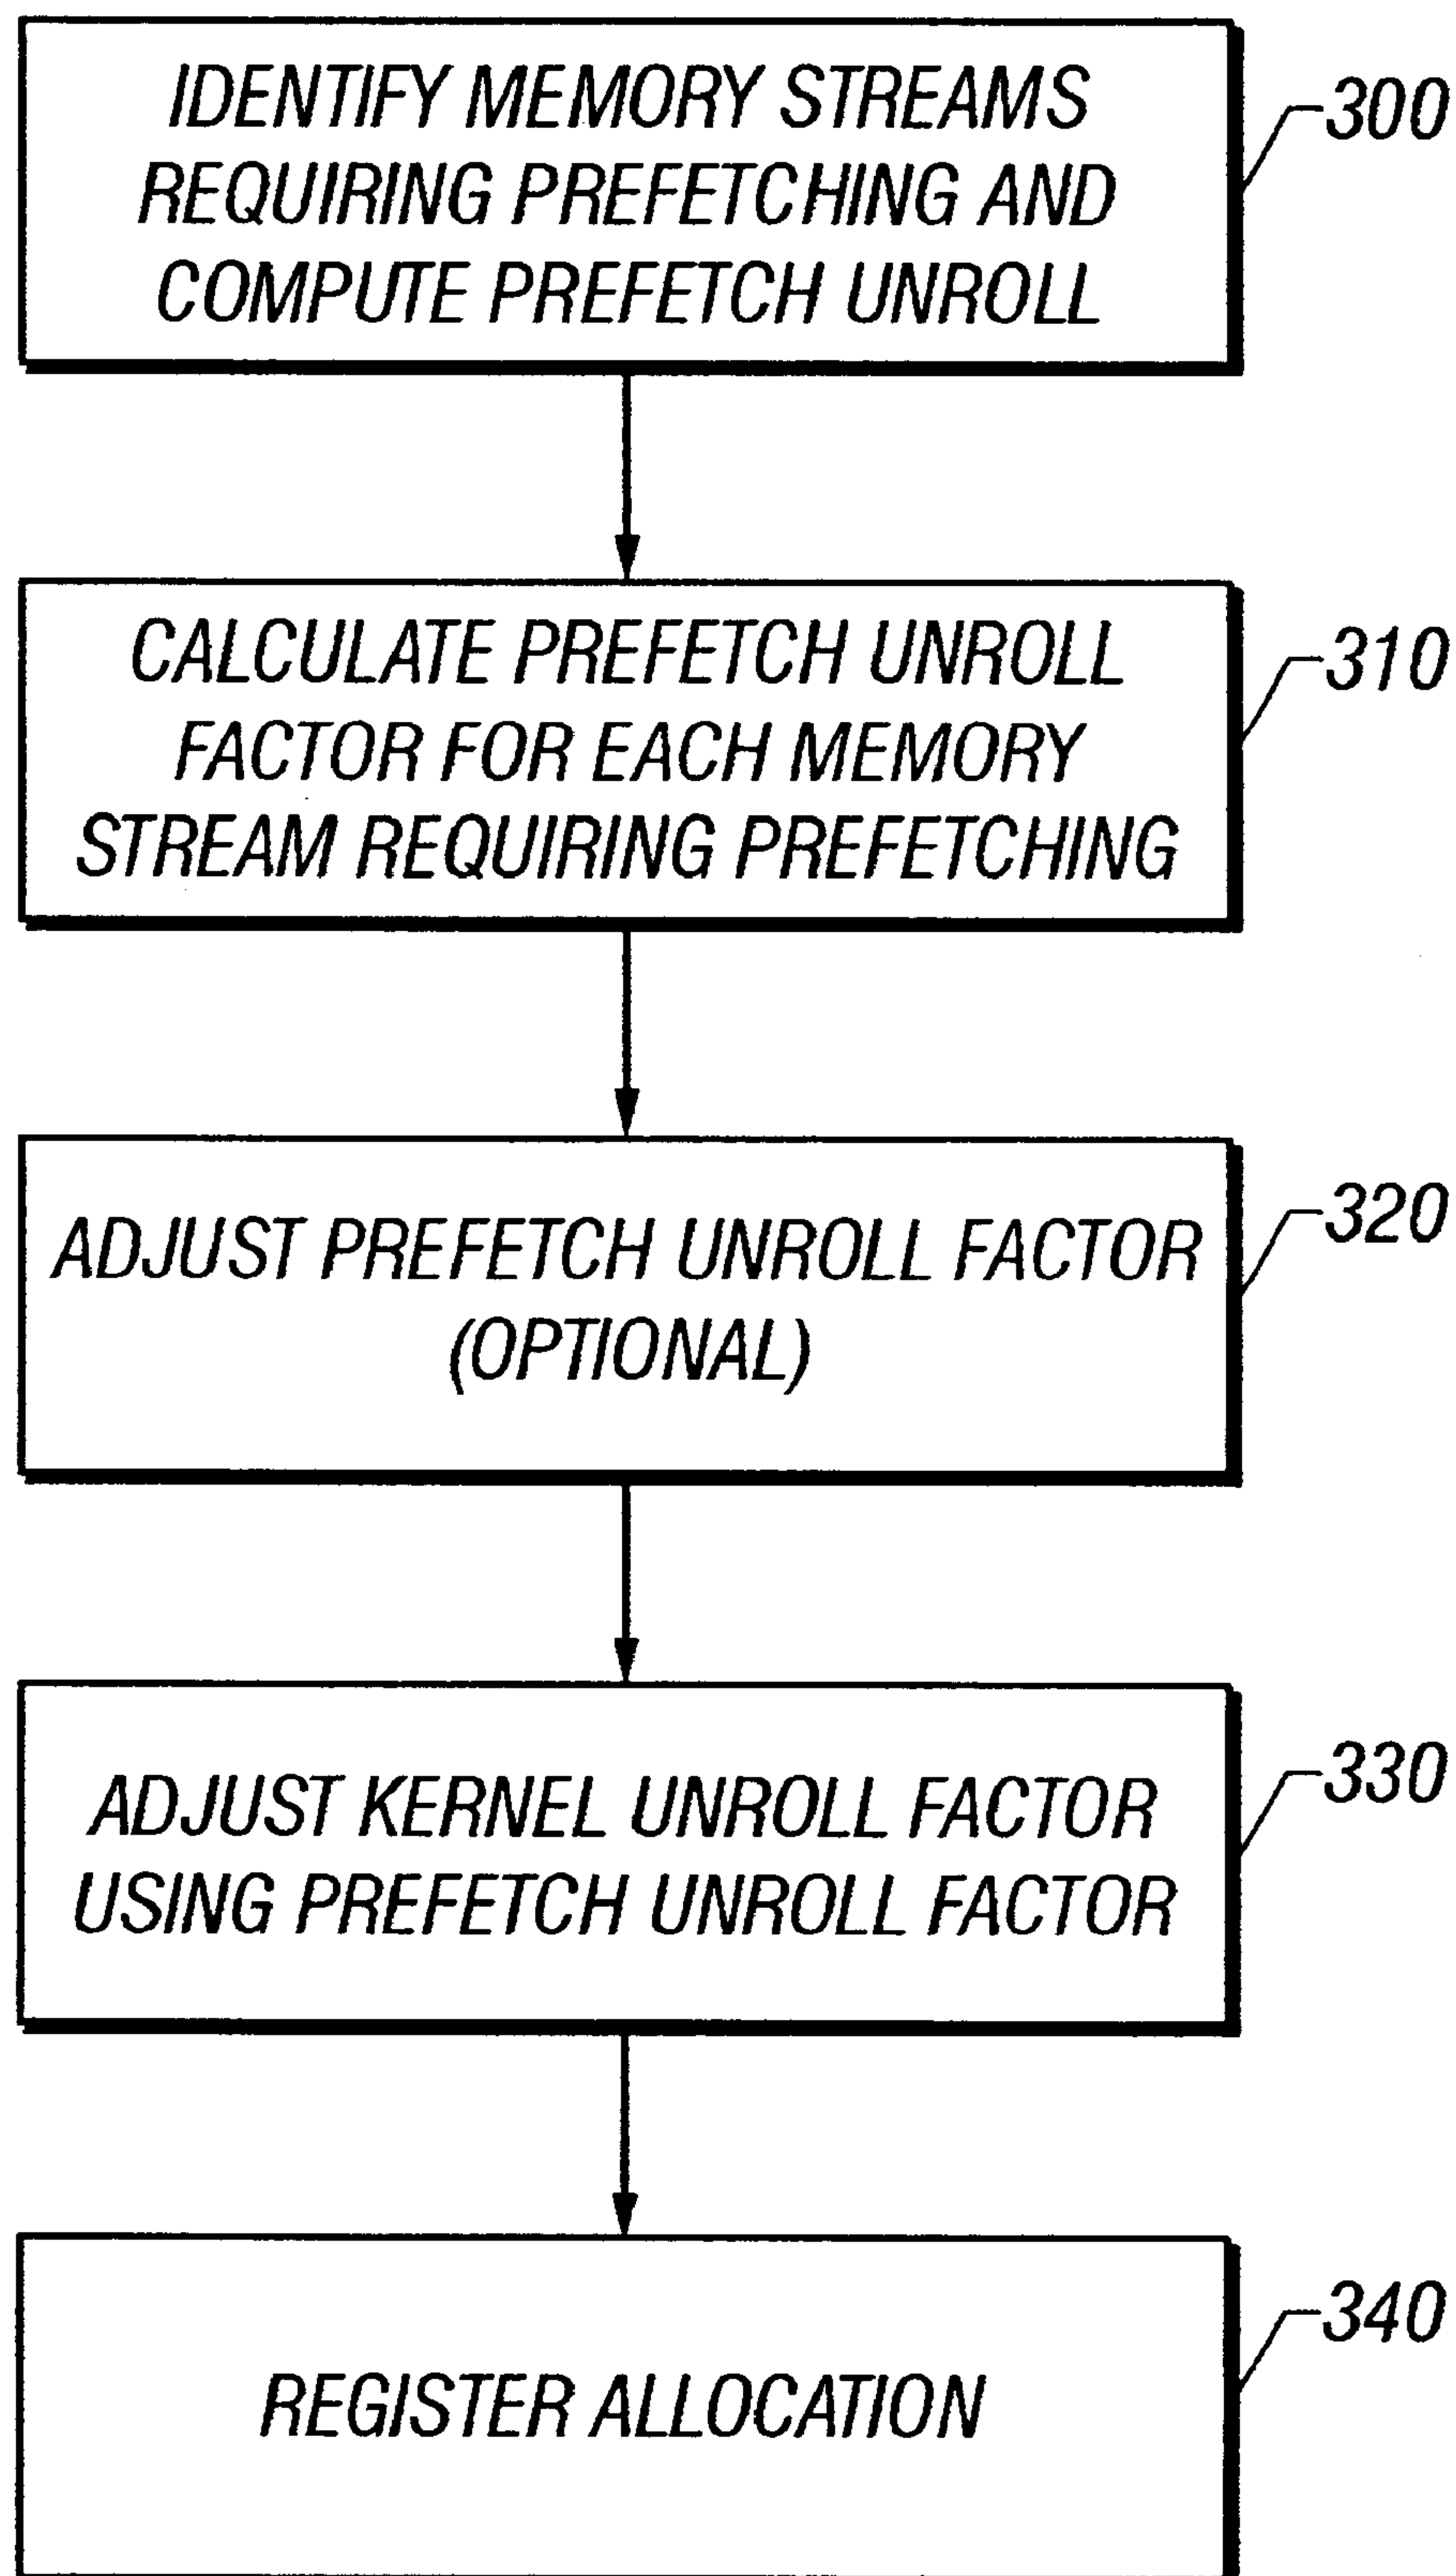 IDENTIFY MEMORY STREAMS
REQUIRING PREFETCHING AND
COMPUTE PREFETCH UNROLL
300
CALCULATE PREFETCH UNROLL
FACTOR FOR EACH MEMORY
STREAM REQUIRING PREFETCHING
310
ADJUST PREFETCH UNROLL FACTOR
(OPTIONAL)
320
ADJUST KERNEL UNROLL FACTOR
USING PREFETCH UNROLL FACTOR
330
REGISTER ALLOCATION
340